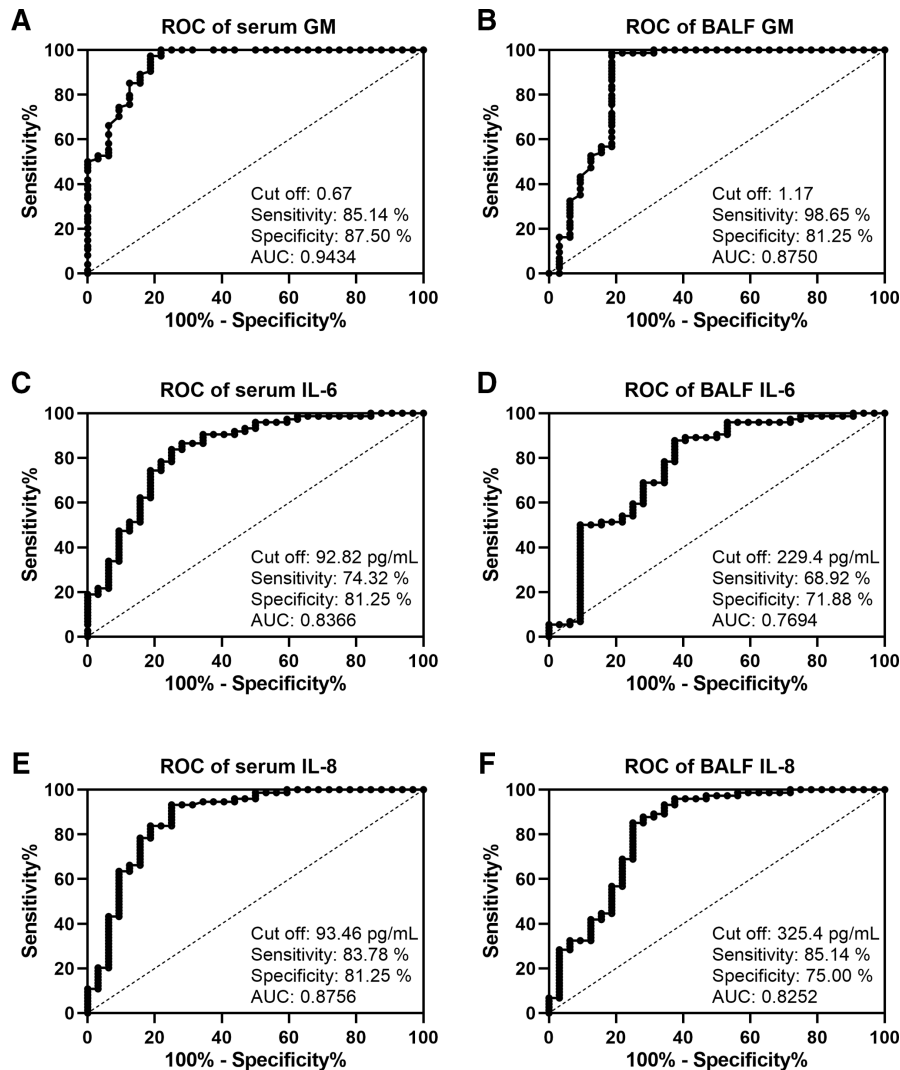 A
ROC of serum GM
Sensitivity%
100
80
60
40
20
0
Cut off: 0.67
Sensitivity: 85.14 %
Specificity: 87.50 %
AUC: 0.9434
0 20 40 60 80 100
100% - Specificity%
B
ROC of BALF GM
Sensitivity%
100
80
60
40
20
0
Cut off: 1.17
Sensitivity: 98.65 %
Specificity: 81.25 %
AUC: 0.8750
0 20 40 60 80 100
100% - Specificity%
C
ROC of serum IL-6
Sensitivity%
100
80
60
40
20
0
Cut off: 92.82 pg/mL
Sensitivity: 74.32 %
Specificity: 81.25 %
AUC: 0.8366
0 20 40 60 80 100
100% - Specificity%
D
ROC of BALF IL-6
Sensitivity%
100
80
60
40
20
0
Cut off: 229.4 pg/mL
Sensitivity: 68.92 %
Specificity: 71.88 %
AUC: 0.7694
0 20 40 60 80 100
100% - Specificity%
E
ROC of serum IL-8
Sensitivity%
100
80
60
40
20
0
Cut off: 93.46 pg/mL
Sensitivity: 83.78 %
Specificity: 81.25 %
AUC: 0.8756
0 20 40 60 80 100
100% - Specificity%
F
ROC of BALF IL-8
Sensitivity%
100
80
60
40
20
0
Cut off: 325.4 pg/mL
Sensitivity: 85.14 %
Specificity: 75.00 %
AUC: 0.8252
0 20 40 60 80 100
100% - Specificity%